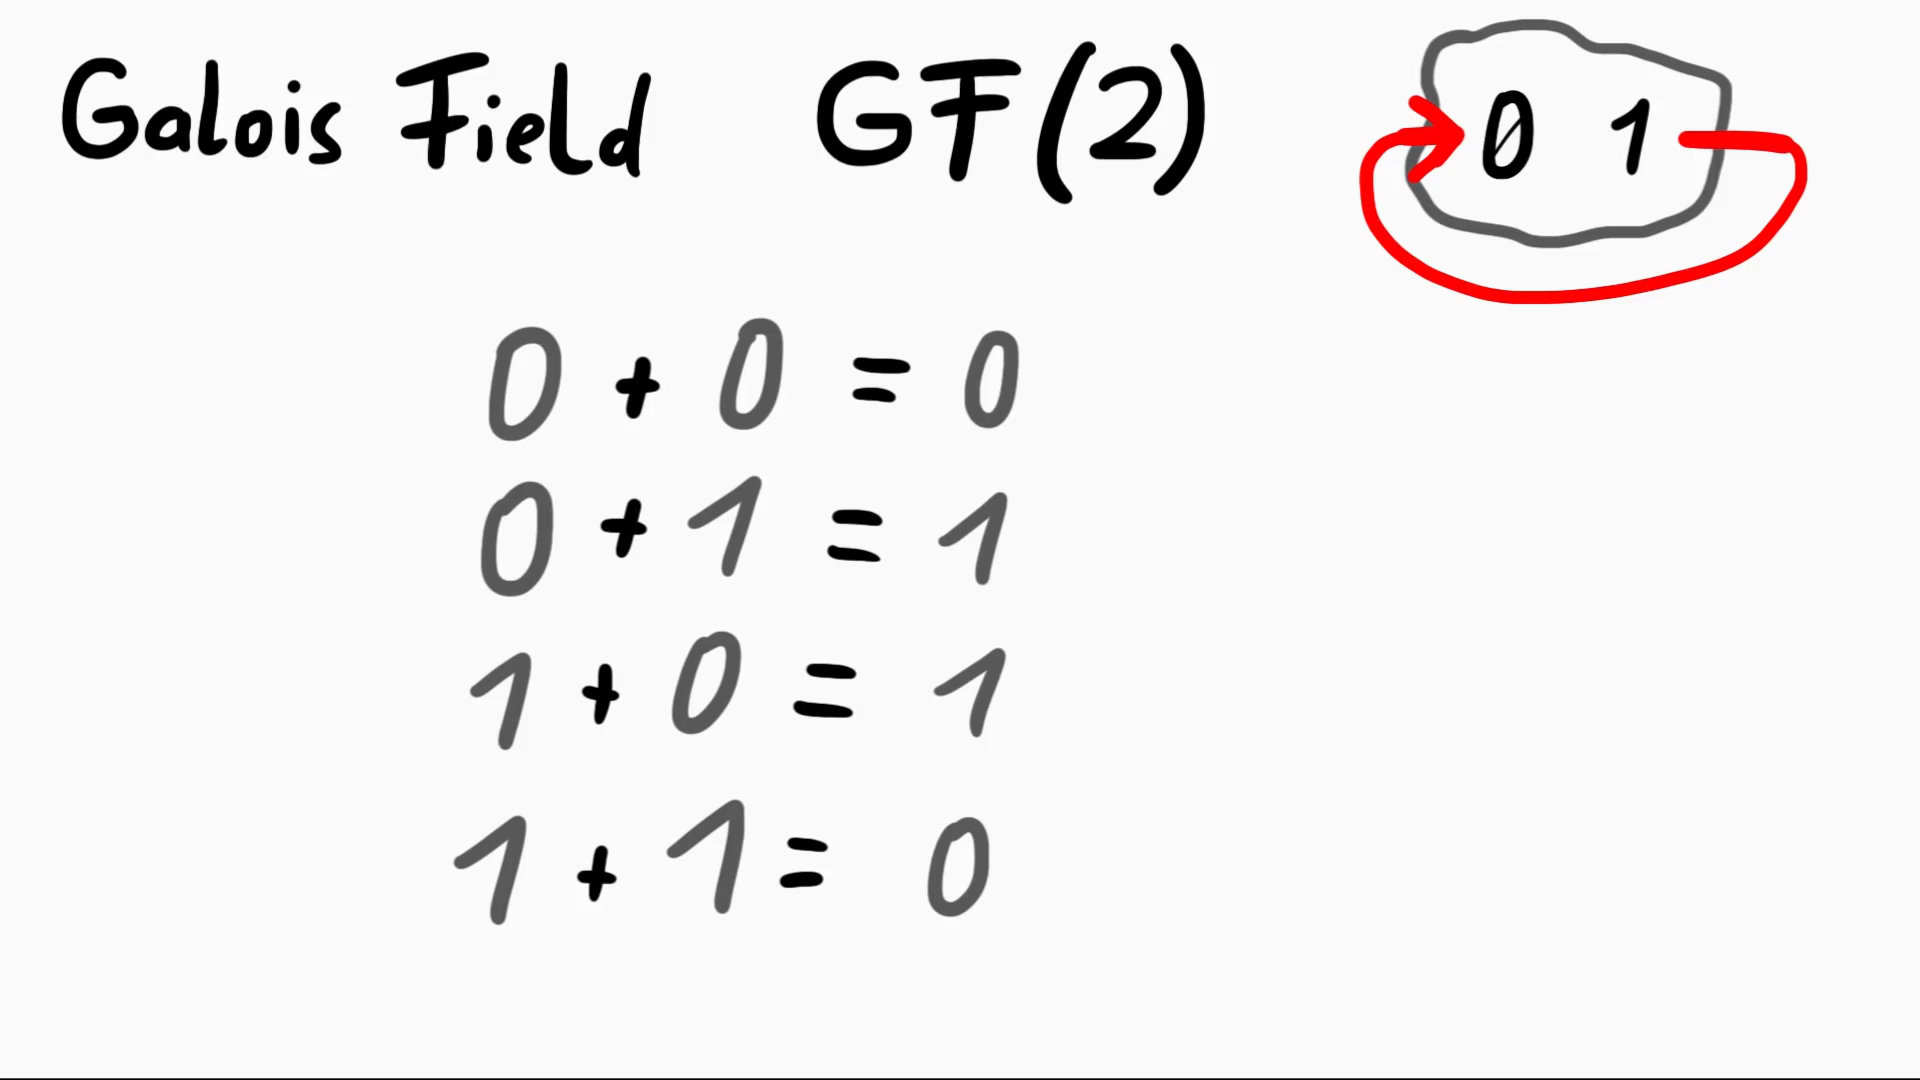 Galois Field GF(2)
0 1
0 + 0 = 0
0 + 1 = 1
1 + 0 = 1
1 + 1 = 0